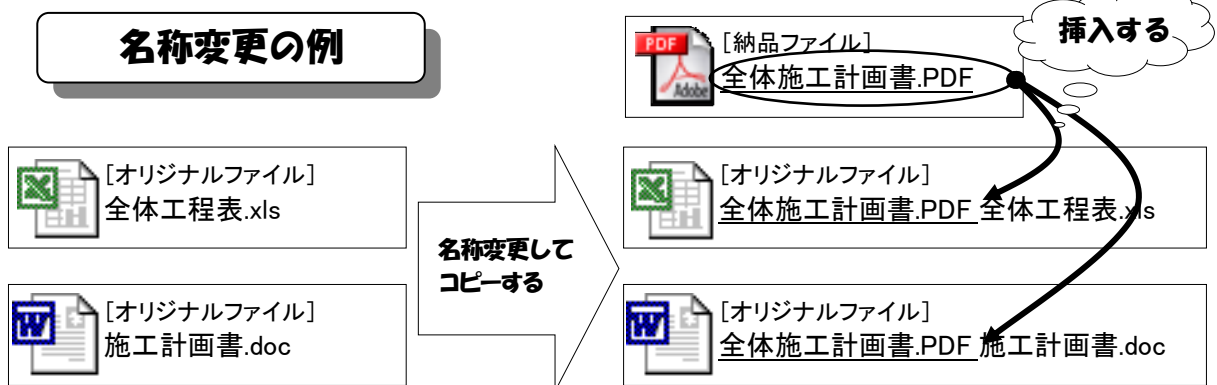 名称変更の例
挿入する
PDF
Adobe
[納品ファイル]
全体施工計画書.PDF
[オリジナルファイル]
全体工程表.xls
[オリジナルファイル]
施工計画書.doc
名称変更して
コピーする
[オリジナルファイル]
全体施工計画書.PDF 全体工程表.xls
[オリジナルファイル]
全体施工計画書.PDF 施工計画書.doc